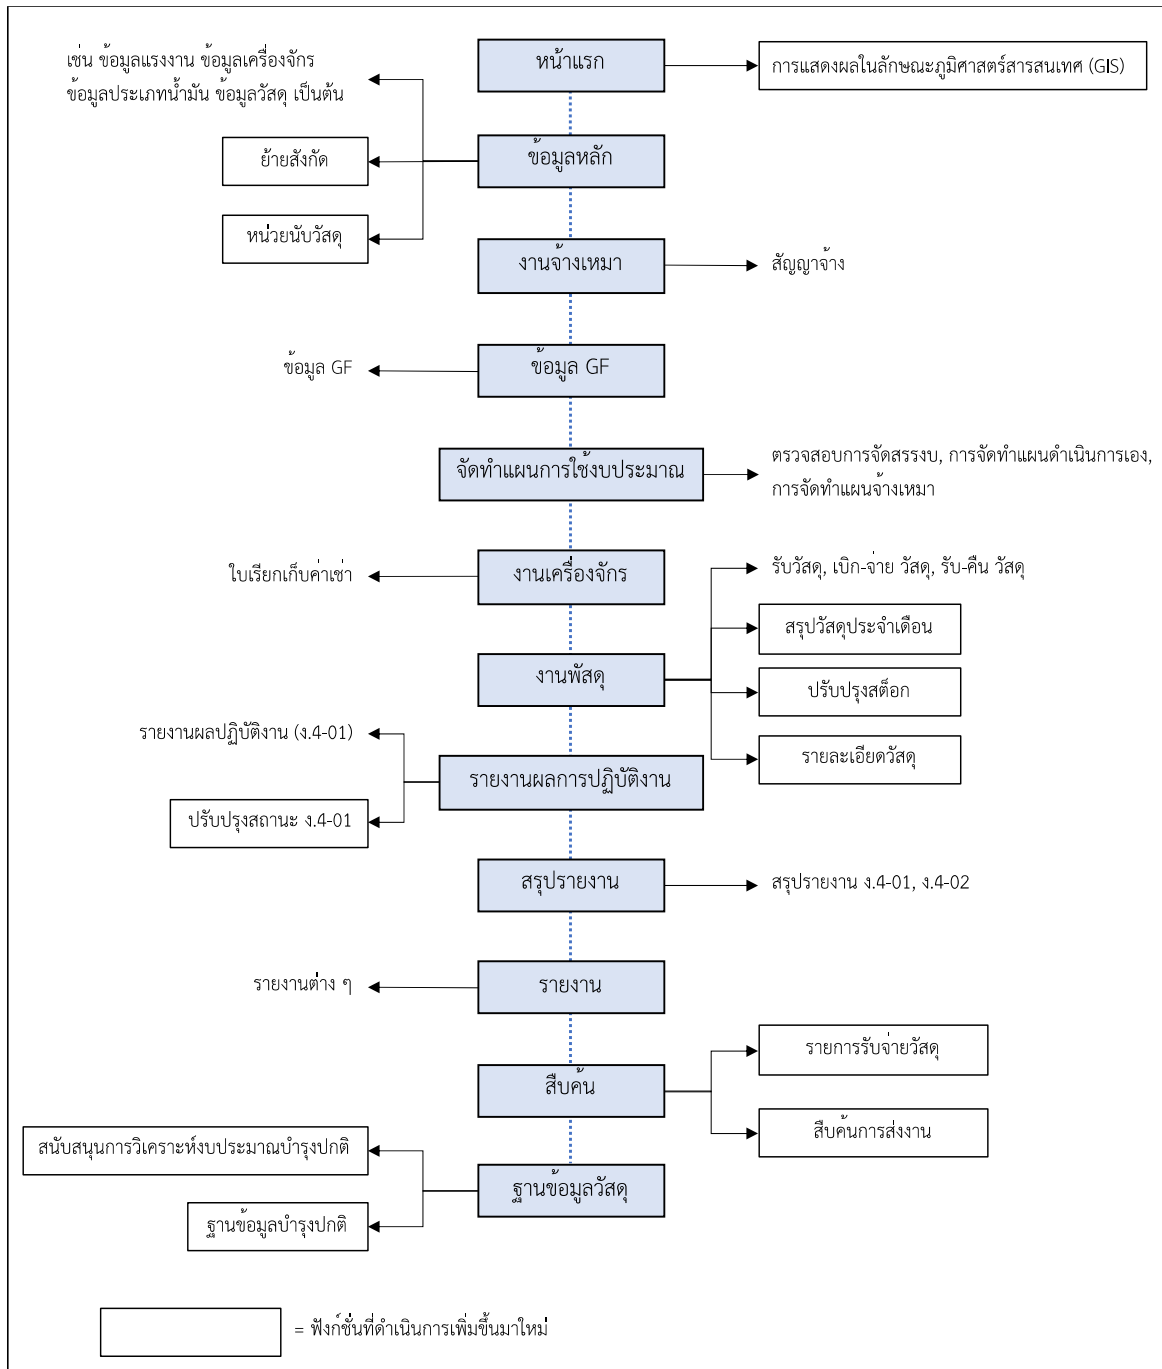 หน้าแรก
การแสดงผลในลักษณะภูมิศาสตร์สารสนเทศ (GIS)
เช่น ข้อมูลแรงงาน ข้อมูลเครื่องจักร
ข้อมูลประเภทน้ำมัน ข้อมูลวัสดุ เป็นต้น
ข้อมูลหลัก
ย้ายสังกัด
หน่วยนับวัสดุ
งานจ้างเหมา
สัญญาจ้าง
ข้อมูล GF
ข้อมูล GF
จัดทำแผนการใช้งบประมาณ
ตรวจสอบการจัดสรรงบ, การจัดทำแผนดำเนินการเอง,
การจัดทำแผนจ้างเหมา
ใบเรียกเก็บค่าเช่า
งานเครื่องจักร
รับวัสดุ, เบิก-จ่าย วัสดุ, รับ-คืน วัสดุ
สรุปวัสดุประจำเดือน
งานพัสดุ
ปรับปรุงสต็อก
รายละเอียดวัสดุ
รายงานผลปฏิบัติงาน (ง.4-01)
รายงานผลการปฏิบัติงาน
ปรับปรุงสถานะ ง.4-01
สรุปรายงาน
สรุปรายงาน ง.4-01, ง.4-02
รายงานต่าง ๆ
รายงาน
รายการรับจ่ายวัสดุ
สืบค้น
สืบค้นการส่งงาน
สนับสนุนการวิเคราะห์งบประมาณบำรุงปกติ
ฐานข้อมูลวัสดุ
ฐานข้อมูลบำรุงปกติ
= ฟังก์ชั่นที่ดำเนินการเพิ่มขึ้นมาใหม่